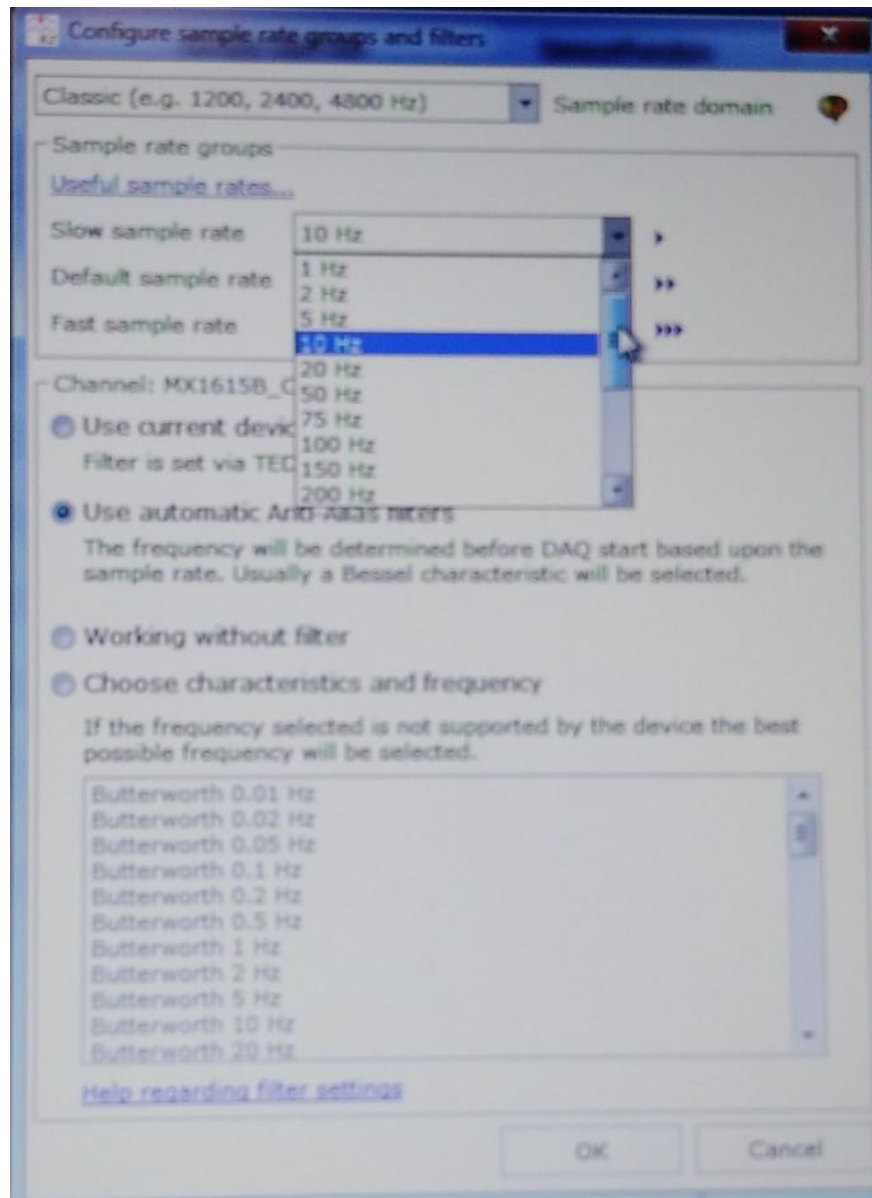 Configure sample rate groups and filters
Classic (e.g. 1200, 2400, 4800 Hz)
Sample rate domain
Sample rate groups
Useful sample rates...
Slow sample rate
10 Hz
Default sample rate
Fast sample rate
1 Hz
2 Hz
5 Hz
10 Hz
20 Hz
50 Hz
75 Hz
100 Hz
150 Hz
200 Hz
Channel: MX1615B_C
Use current devic
Filter is set via TED
Use automatic Anti-Alias filters
The frequency will be determined before DAQ start based upon the
sample rate. Usually a Bessel characteristic will be selected.
Working without filter
Choose characteristics and frequency
If the frequency selected is not supported by the device the best
possible frequency will be selected.
Butterworth 0.01 Hz
Butterworth 0.02 Hz
Butterworth 0.05 Hz
Butterworth 0.1 Hz
Butterworth 0.2 Hz
Butterworth 0.5 Hz
Butterworth 1 Hz
Butterworth 2 Hz
Butterworth 5 Hz
Butterworth 10 Hz
Butterworth 20 Hz
Help regarding filter settings
OK
Cancel